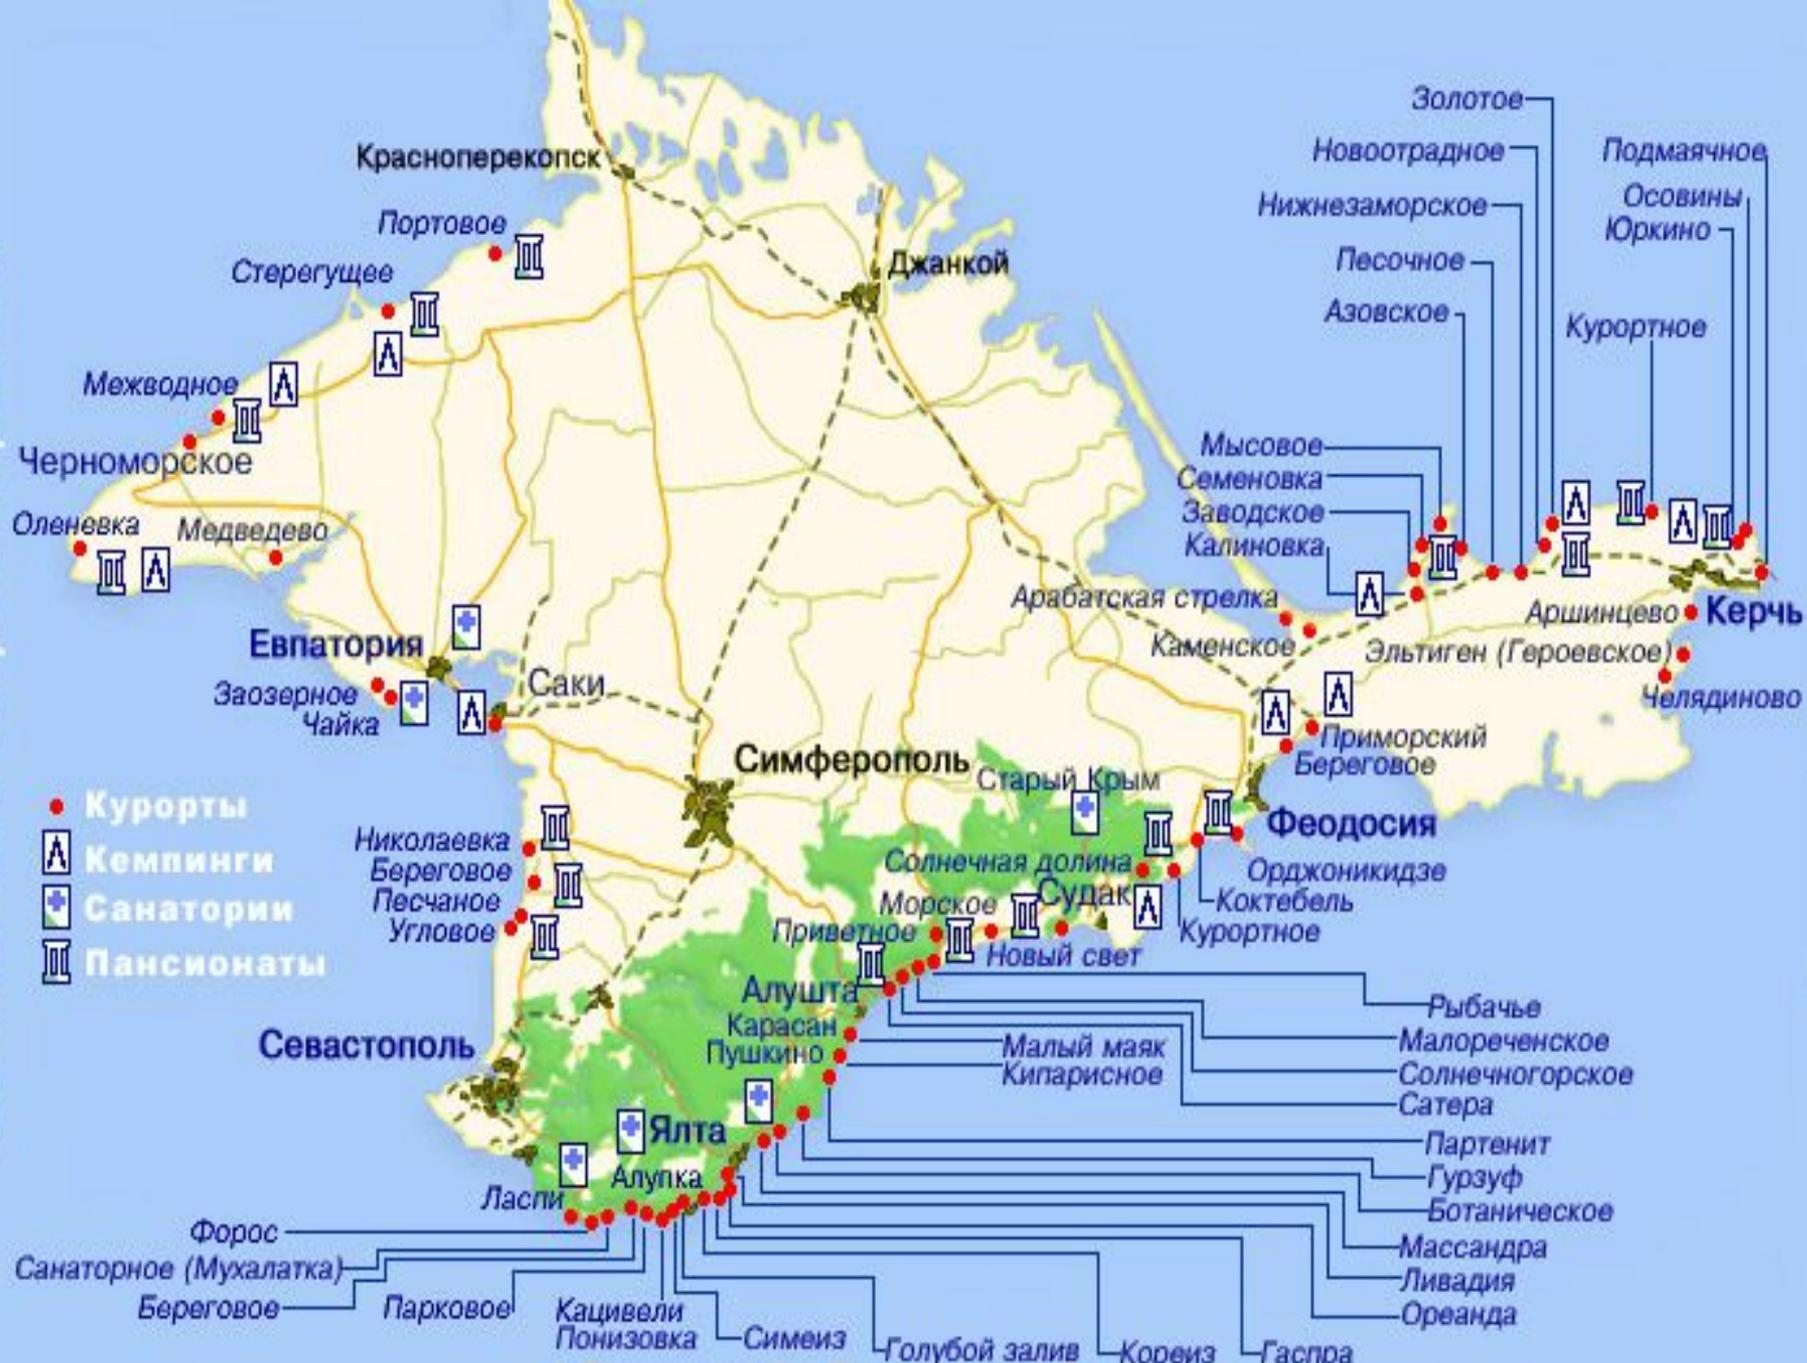 Золотое
Новоотрадное
Подмаячное
Красноперекопск
Осовины
Нижнезаморское
Портовое
Юркино
Песочное
Джанкой
Стерегущее
Азовское
Курортное
Межводное
Мысовое
Черноморское
Семеновка
Заводское
Оленевка
Медведево
Калиновка
Арабатская стрелка
Аршинцево
Керчь
Евпатория
Каменское
Эльтиген (Героевское)
Саки
Заозерное
Челядиново
Чайка
Приморский
Симферополь
Береговое
Старый Крым
Курорты
Феодосия
Николаевка
Кемпинги
Солнечная долина
Береговое
Орджоникидзе
Судак
Песчаное
Коктебель
Санатории
Морское
Угловое
Приветное
Курортное
Новый свет
Пансионаты
Алушта
Рыбачье
Карасан
Малореченское
Севастополь
Малый маяк
Пушкино
Кипарисное
Солнечногорское
Сатера
Ялта
Партенит
Алупка
Гурзуф
Ласпи
Ботаническое
Форос
Массандра
Санаторное (Мухалатка)
Ливадия
Береговое
Парковое
Кацивели
Ореанда
Понизовка
Симеиз
Голубой залив
Кореиз
Гаспра